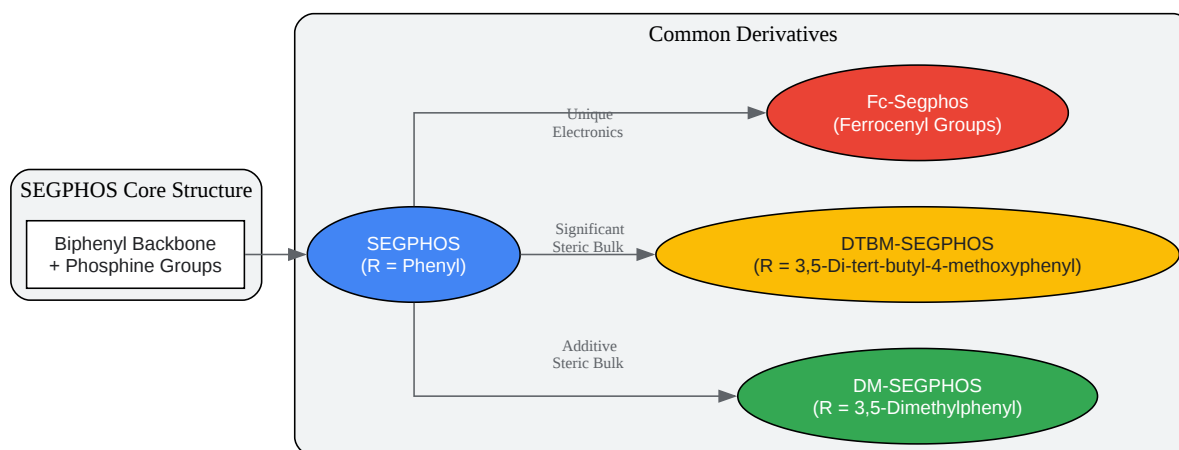 Common Derivatives
Fc-Segphos
(Ferrocenyl Groups)
Unique
Electronics
SEGPHOS Core Structure
Biphenyl Backbone
+ Phosphine Groups
SEGPHOS
(R = Phenyl)
Significant
Steric Bulk
DTBM-SEGPHOS
(R = 3,5-Di-tert-butyl-4-methoxyphenyl)
Additive
Steric Bulk
DM-SEGPHOS
(R = 3,5-Dimethylphenyl)